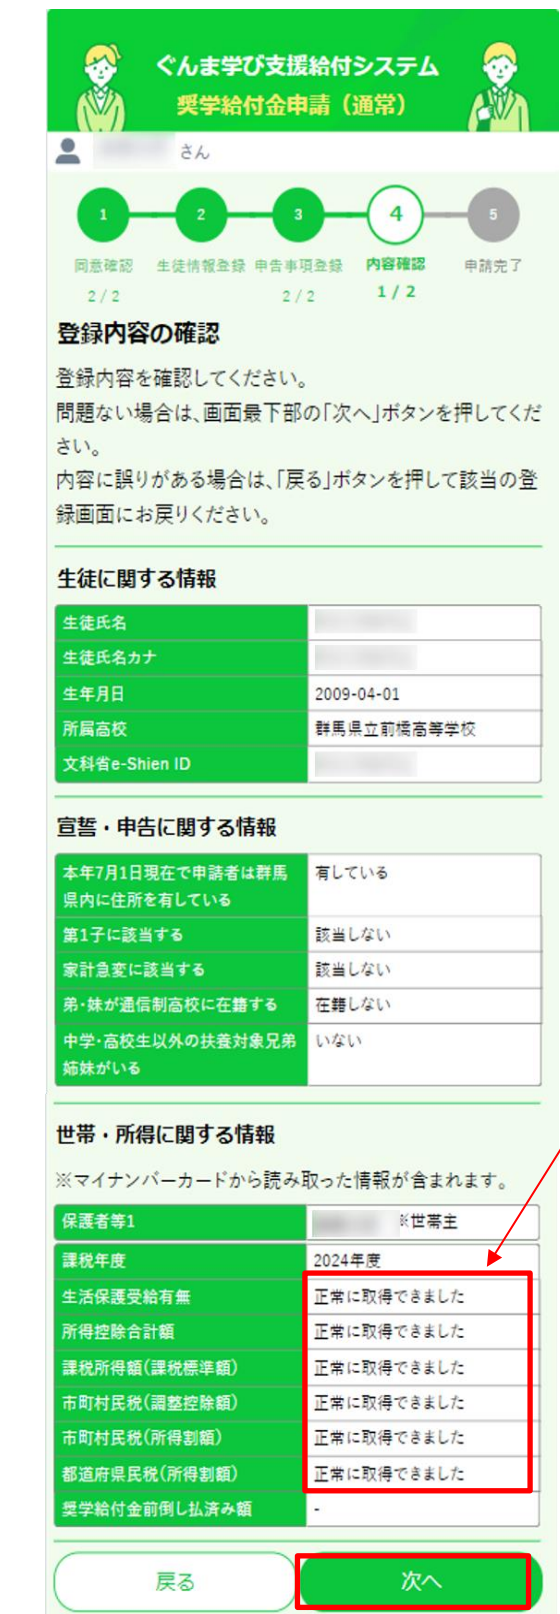 ぐんま学び支援給付システム
奨学給付金申請（通常）
さん
1 2 3 4 5
同意確認 生徒情報登録 申告事項登録 内容確認 申請完了
2 / 2 2 / 2 1 / 2
登録内容の確認
登録内容を確認してください。
問題ない場合は、画面最下部の「次へ」ボタンを押してくだ
さい。
内容に誤りがある場合は、「戻る」ボタンを押して該当の登
録画面にお戻りください。
生徒に関する情報
生徒氏名
生徒氏名カナ
生年月日 2009-04-01
所属高校 群馬県立前橋高等学校
文科省e-Shien ID
宣誓・申告に関する情報
本年7月1日現在で申請者は群馬 有している
県内に住所を有している
第1子に該当する 該当しない
家計急変に該当する 該当しない
弟・妹が通信制高校に在籍する 在籍しない
中学・高校生以外の扶養対象兄弟 いない
姉妹がいる
世帯・所得に関する情報
※マイナンバーカードから読み取った情報が含まれます。
保護者等1 ※世帯主
課税年度 2024年度
生活保護受給有無 正常に取得できました
所得控除合計額 正常に取得できました
課税所得額(課税標準額) 正常に取得できました
市町村民税(調整控除額) 正常に取得できました
市町村民税(所得割額) 正常に取得できました
都道府県民税(所得割額) 正常に取得できました
奨学給付金前倒し払済み額 -
戻る 次へ